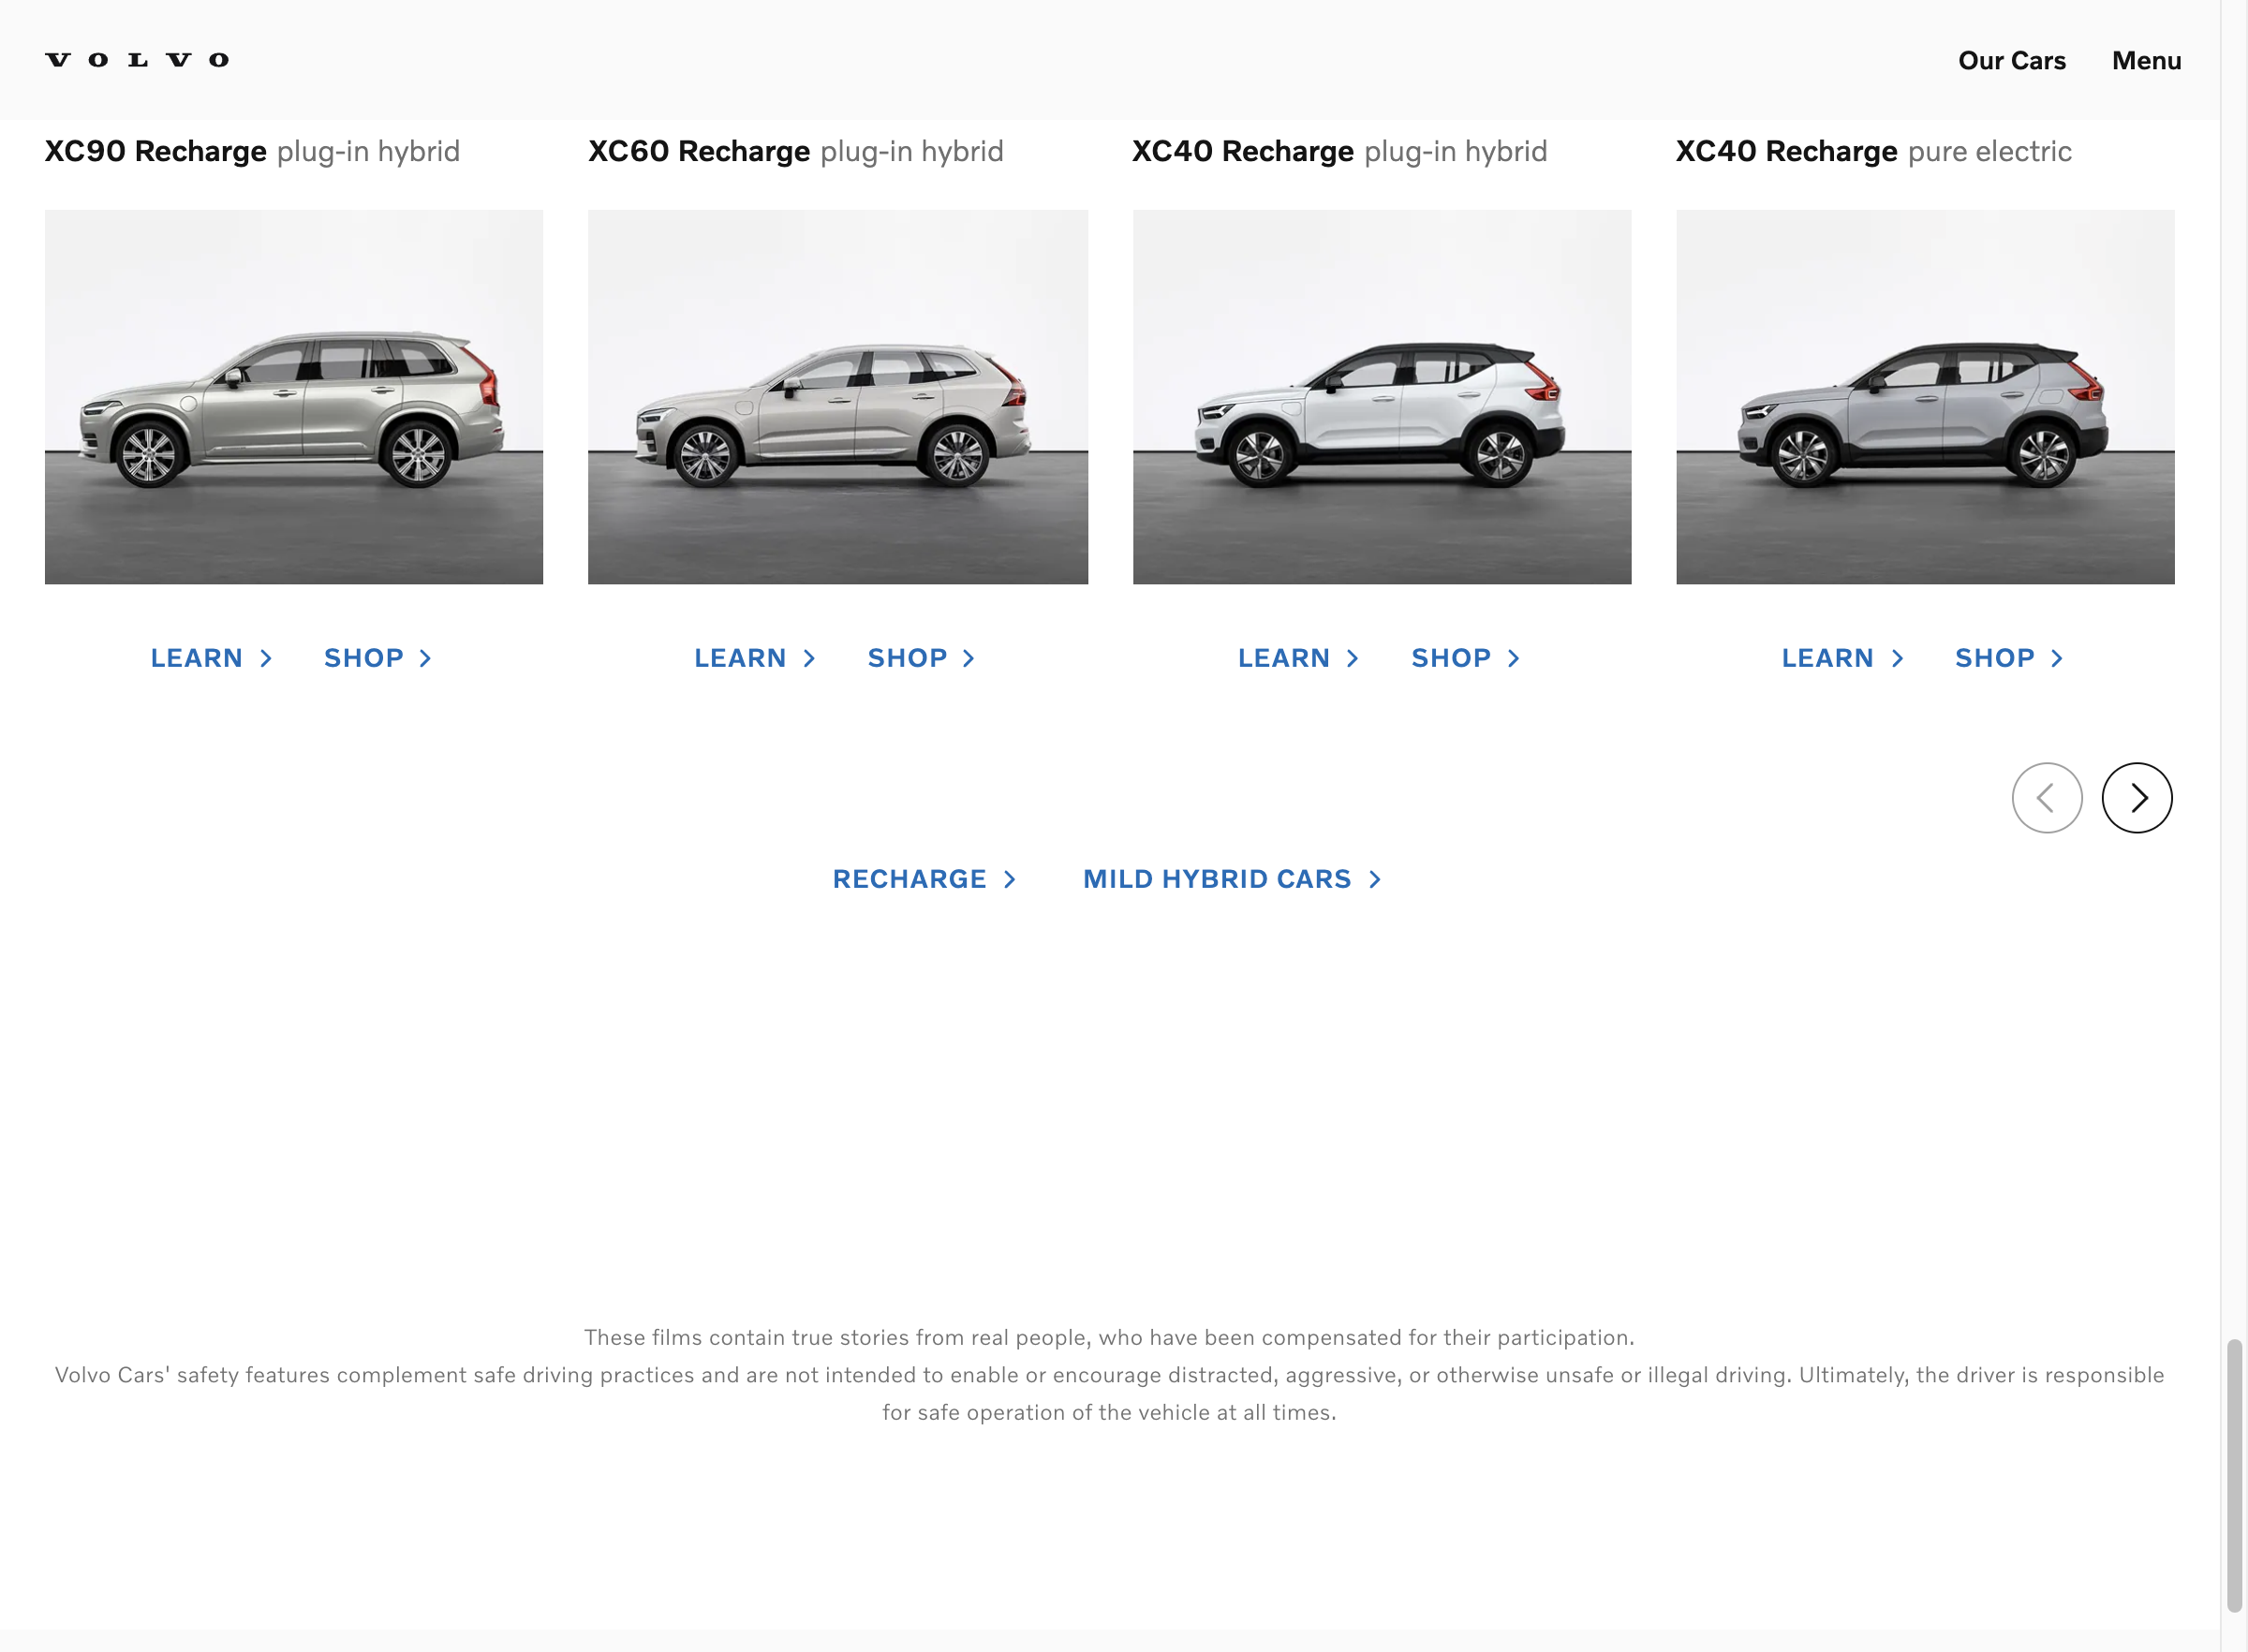 VOLVO
Our Cars Menu
XC90 Recharge plug-in hybrid
XC60 Recharge plug-in hybrid
XC40 Recharge plug-in hybrid
XC40 Recharge pure electric
LEARN SHOP
LEARN SHOP
LEARN SHOP
LEARN SHOP
RECHARGE MILD HYBRID CARS
These films contain true stories from real people, who have been compensated for their participation.
Volvo Cars' safety features complement safe driving practices and are not intended to enable or encourage distracted, aggressive, or otherwise unsafe or illegal driving. Ultimately, the driver is responsible
for safe operation of the vehicle at all times.